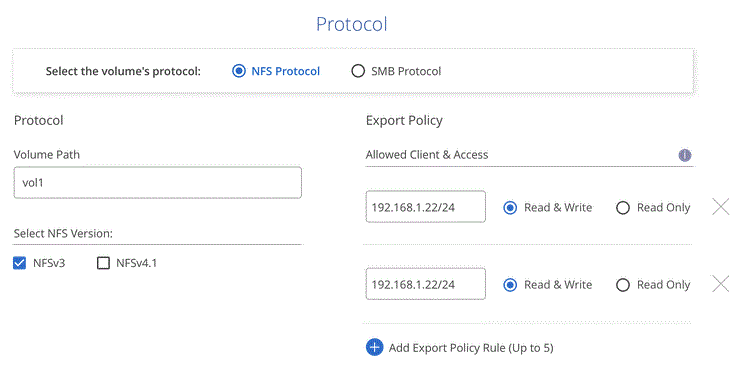 Protocol
Select the volume's protocol: NFS Protocol SMB Protocol
Protocol
Volume Path
vol1
Select NFS Version:
NFSv3 NFSv4.1
Export Policy
Allowed Client & Access
i
192.168.1.22/24 Read & Write Read Only
192.168.1.22/24 Read & Write Read Only
Add Export Policy Rule (Up to 5)